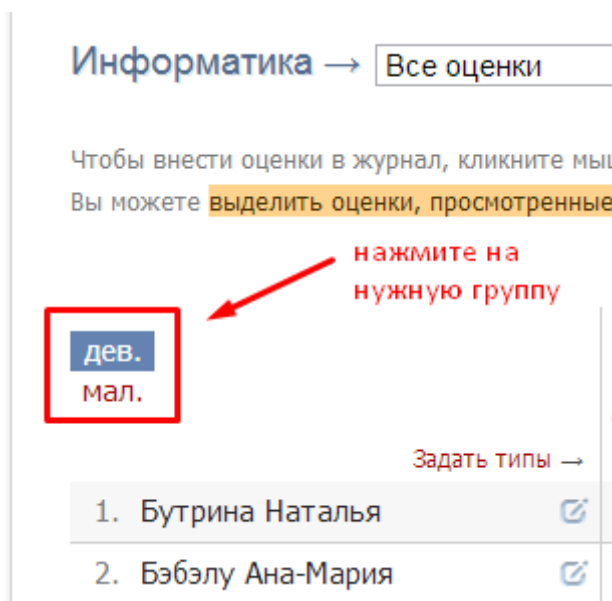 Информатика → Все оценки
Чтобы внести оценки в журнал, кликните
Вы можете выделить оценки, просмотренные
нажмите на
нужную группу
дев.
мал.
Задать типы →
1. Бутрина Наталья
2. Бэбэлу Ана-Мария